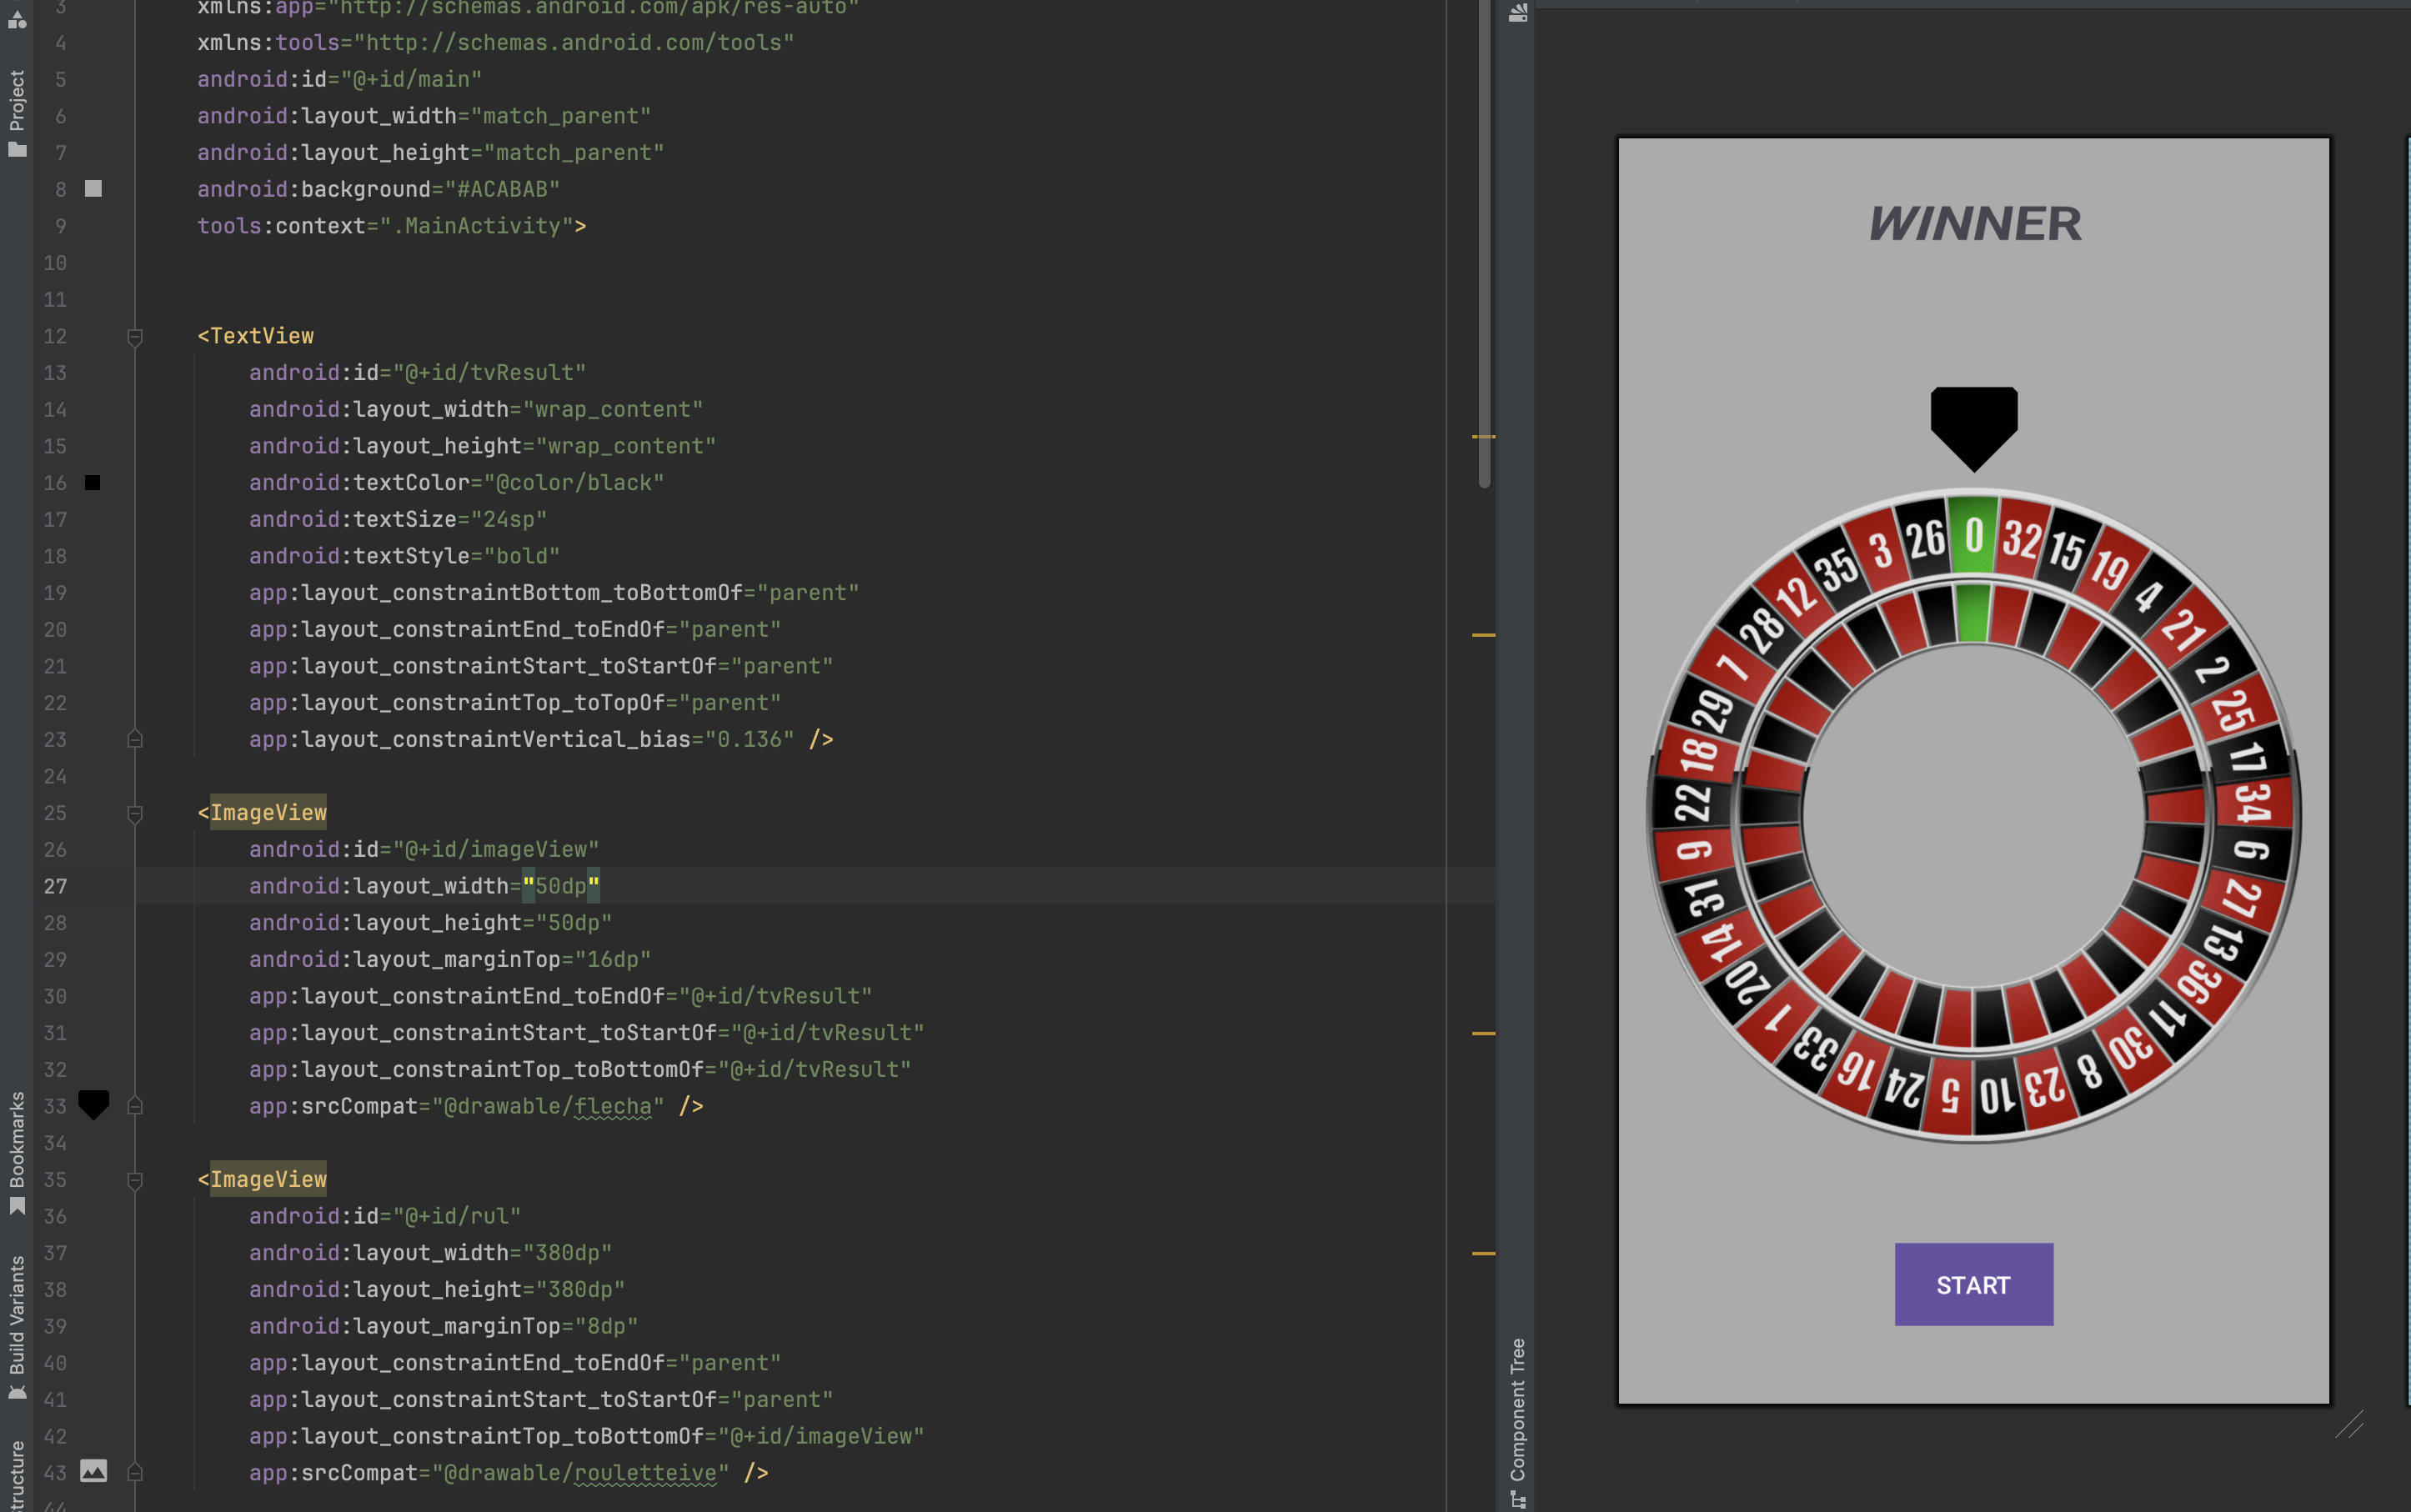 Project
Bookmarks
Build Variants
tructure
3 xmlns:app="http://schemas.android.com/apk/res-auto"
4 xmlns:tools="http://schemas.android.com/tools"
5 android:id="@+id/main"
6 android:layout_width="match_parent"
7 android:layout_height="match_parent"
8 android:background="#ACABAB"
9 tools:context=".MainActivity">
10
11
12 <TextView
13 android:id="@+id/tvResult"
14 android:layout_width="wrap_content"
15 android:layout_height="wrap_content"
16 android:textColor="@color/black"
17 android:textSize="24sp"
18 android:textStyle="bold"
19 app:layout_constraintBottom_toBottomOf="parent"
20 app:layout_constraintEnd_toEndOf="parent"
21 app:layout_constraintStart_toStartOf="parent"
22 app:layout_constraintTop_toTopOf="parent"
23 app:layout_constraintVertical_bias="0.136" />
24
25 <ImageView
26 android:id="@+id/imageView"
27 android:layout_width="50dp"
28 android:layout_height="50dp"
29 android:layout_marginTop="16dp"
30 app:layout_constraintEnd_toEndOf="@+id/tvResult"
31 app:layout_constraintStart_toStartOf="@+id/tvResult"
32 app:layout_constraintTop_toBottomOf="@+id/tvResult"
33 app:srcCompat="@drawable/flecha" />
34
35 <ImageView
36 android:id="@+id/rul"
37 android:layout_width="380dp"
38 android:layout_height="380dp"
39 android:layout_marginTop="8dp"
40 app:layout_constraintEnd_toEndOf="parent"
41 app:layout_constraintStart_toStartOf="parent"
42 app:layout_constraintTop_toBottomOf="@+id/imageView"
43 app:srcCompat="@drawable/rouletteive" />
44
Component Tree
WINNER
0 32 15 19 4 21 2 25 17 34 6 27 13 36 11 30 8 23 10 5 24 16 33 1 20 14 31 9 22 18 29 7 28 12 35 3 26
START